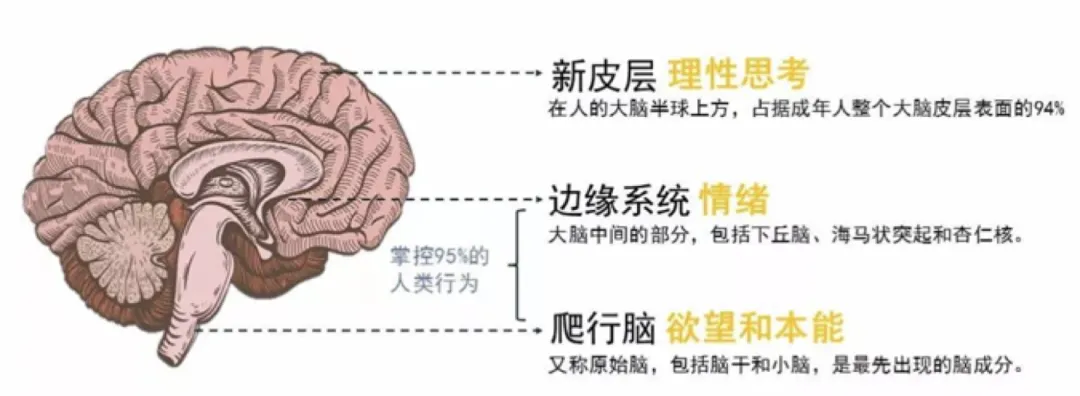 新皮层 理性思考
在人的大脑半球上方，占据成年人整个大脑皮层表面的94%
边缘系统 情绪
大脑中间的部分，包括下丘脑、海马状突起和杏仁核。
掌控95%的
人类行为
爬行脑 欲望和本能
又称原始脑，包括脑干和小脑，是最先出现的脑成分。